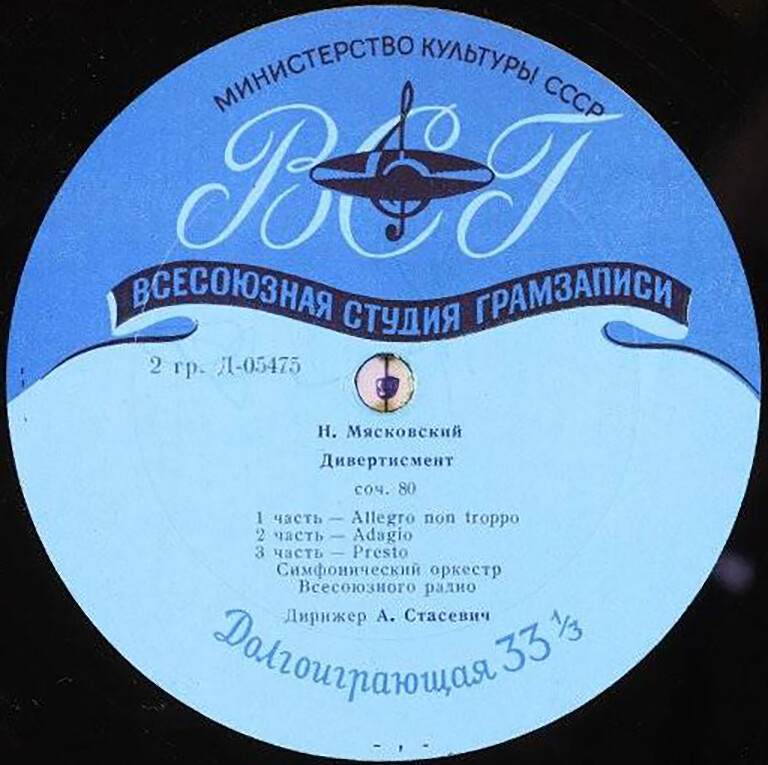 МИНИСТЕРСТВО КУЛЬТУРЫ СССР
ВСГ
ВСЕСОЮЗНАЯ СТУДИЯ ГРАМЗАПИСИ
2 гр. Д-05475
Н. Мясковский
Дивертисмент
соч. 80
1 часть — Allegro non troppo
2 часть — Adagio
3 часть — Presto
Симфонический оркестр
Всесоюзного радио
Дирижер А. Стасевич
Долгоиграющая 33 ⅓